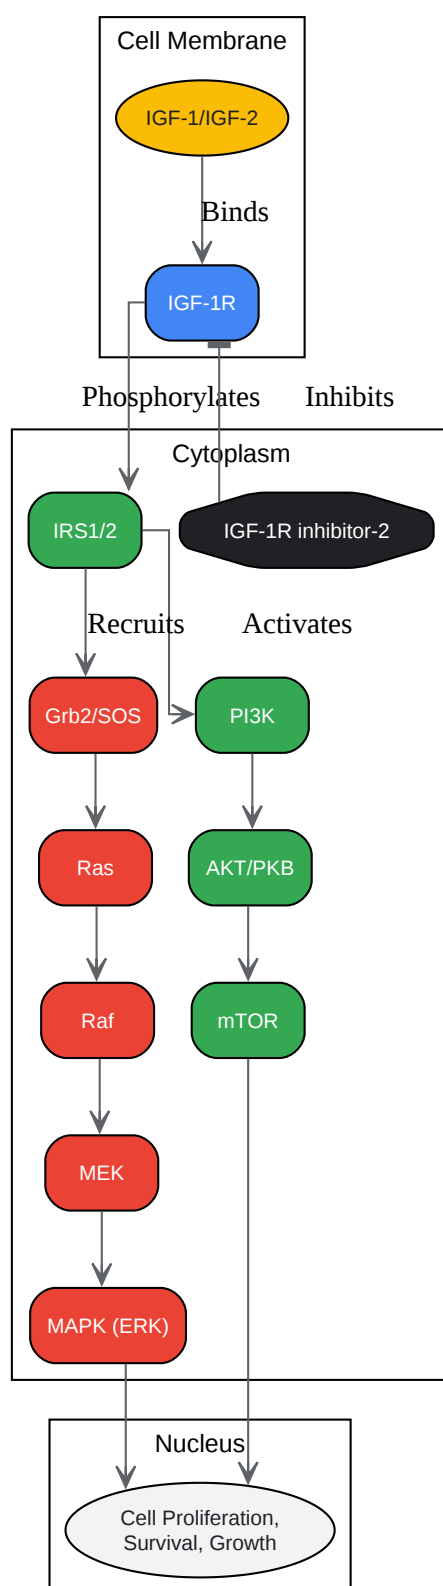 Cell Membrane
IGF-1/IGF-2
Binds
IGF-1R
Phosphorylates
Inhibits
Cytoplasm
IRS1/2
IGF-1R inhibitor-2
Recruits
Activates
Grb2/SOS
PI3K
Ras
AKT/PKB
Raf
mTOR
MEK
MAPK (ERK)
Nucleus
Cell Proliferation,
Survival, Growth